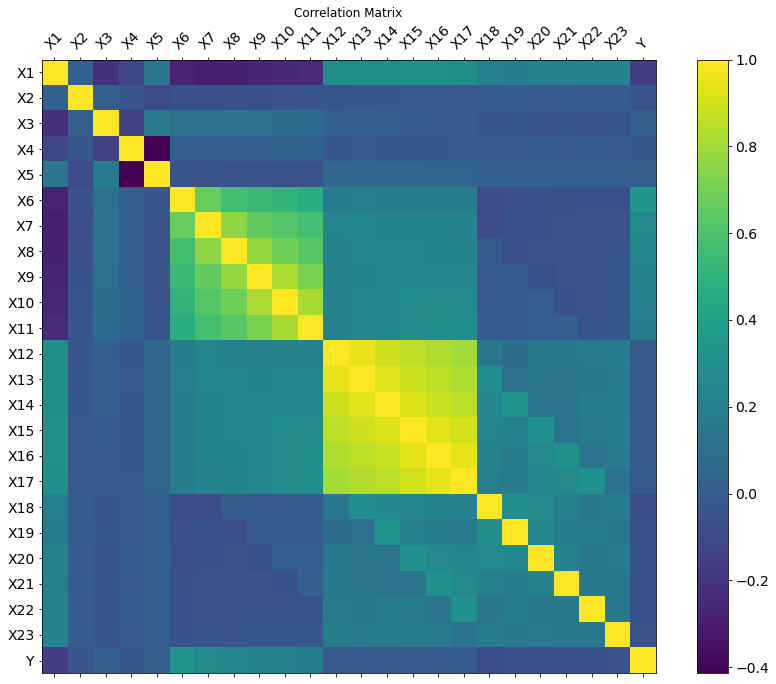 Correlation Matrix
X1 X2 X3 X4 X5 X6 X7 X8 X9 X10 X11 X12 X13 X14 X15 X16 X17 X18 X19 X20 X21 X22 X23 Y
X1
X2
X3
X4
X5
X6
X7
X8
X9
X10
X11
X12
X13
X14
X15
X16
X17
X18
X19
X20
X21
X22
X23
Y
1.0
0.8
0.6
0.4
0.2
0.0
−0.2
−0.4